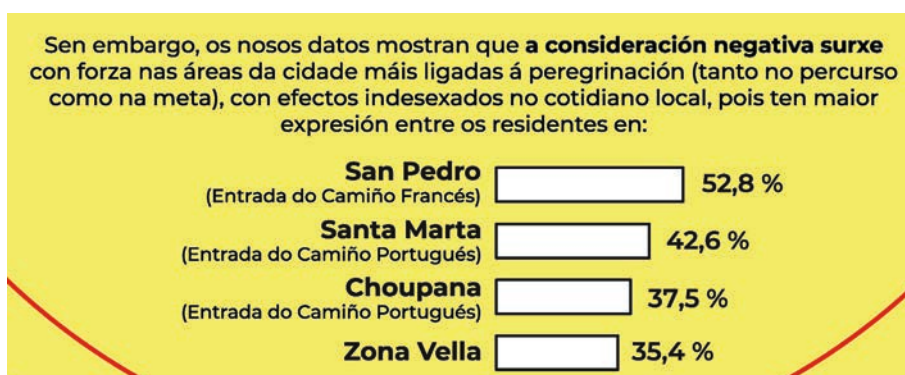 Sen embargo, os nosos datos mostran que a consideración negativa surxe
con forza nas áreas da cidade máis ligadas á peregrinación (tanto no percurso
como na meta), con efectos indesexados no cotidiano local, pois ten maior
expresión entre os residentes en:
San Pedro
(Entrada do Camiño Francés)
52,8 %
Santa Marta
(Entrada do Camiño Portugués)
42,6 %
Choupana
(Entrada do Camiño Portugués)
37,5 %
Zona Vella
35,4 %